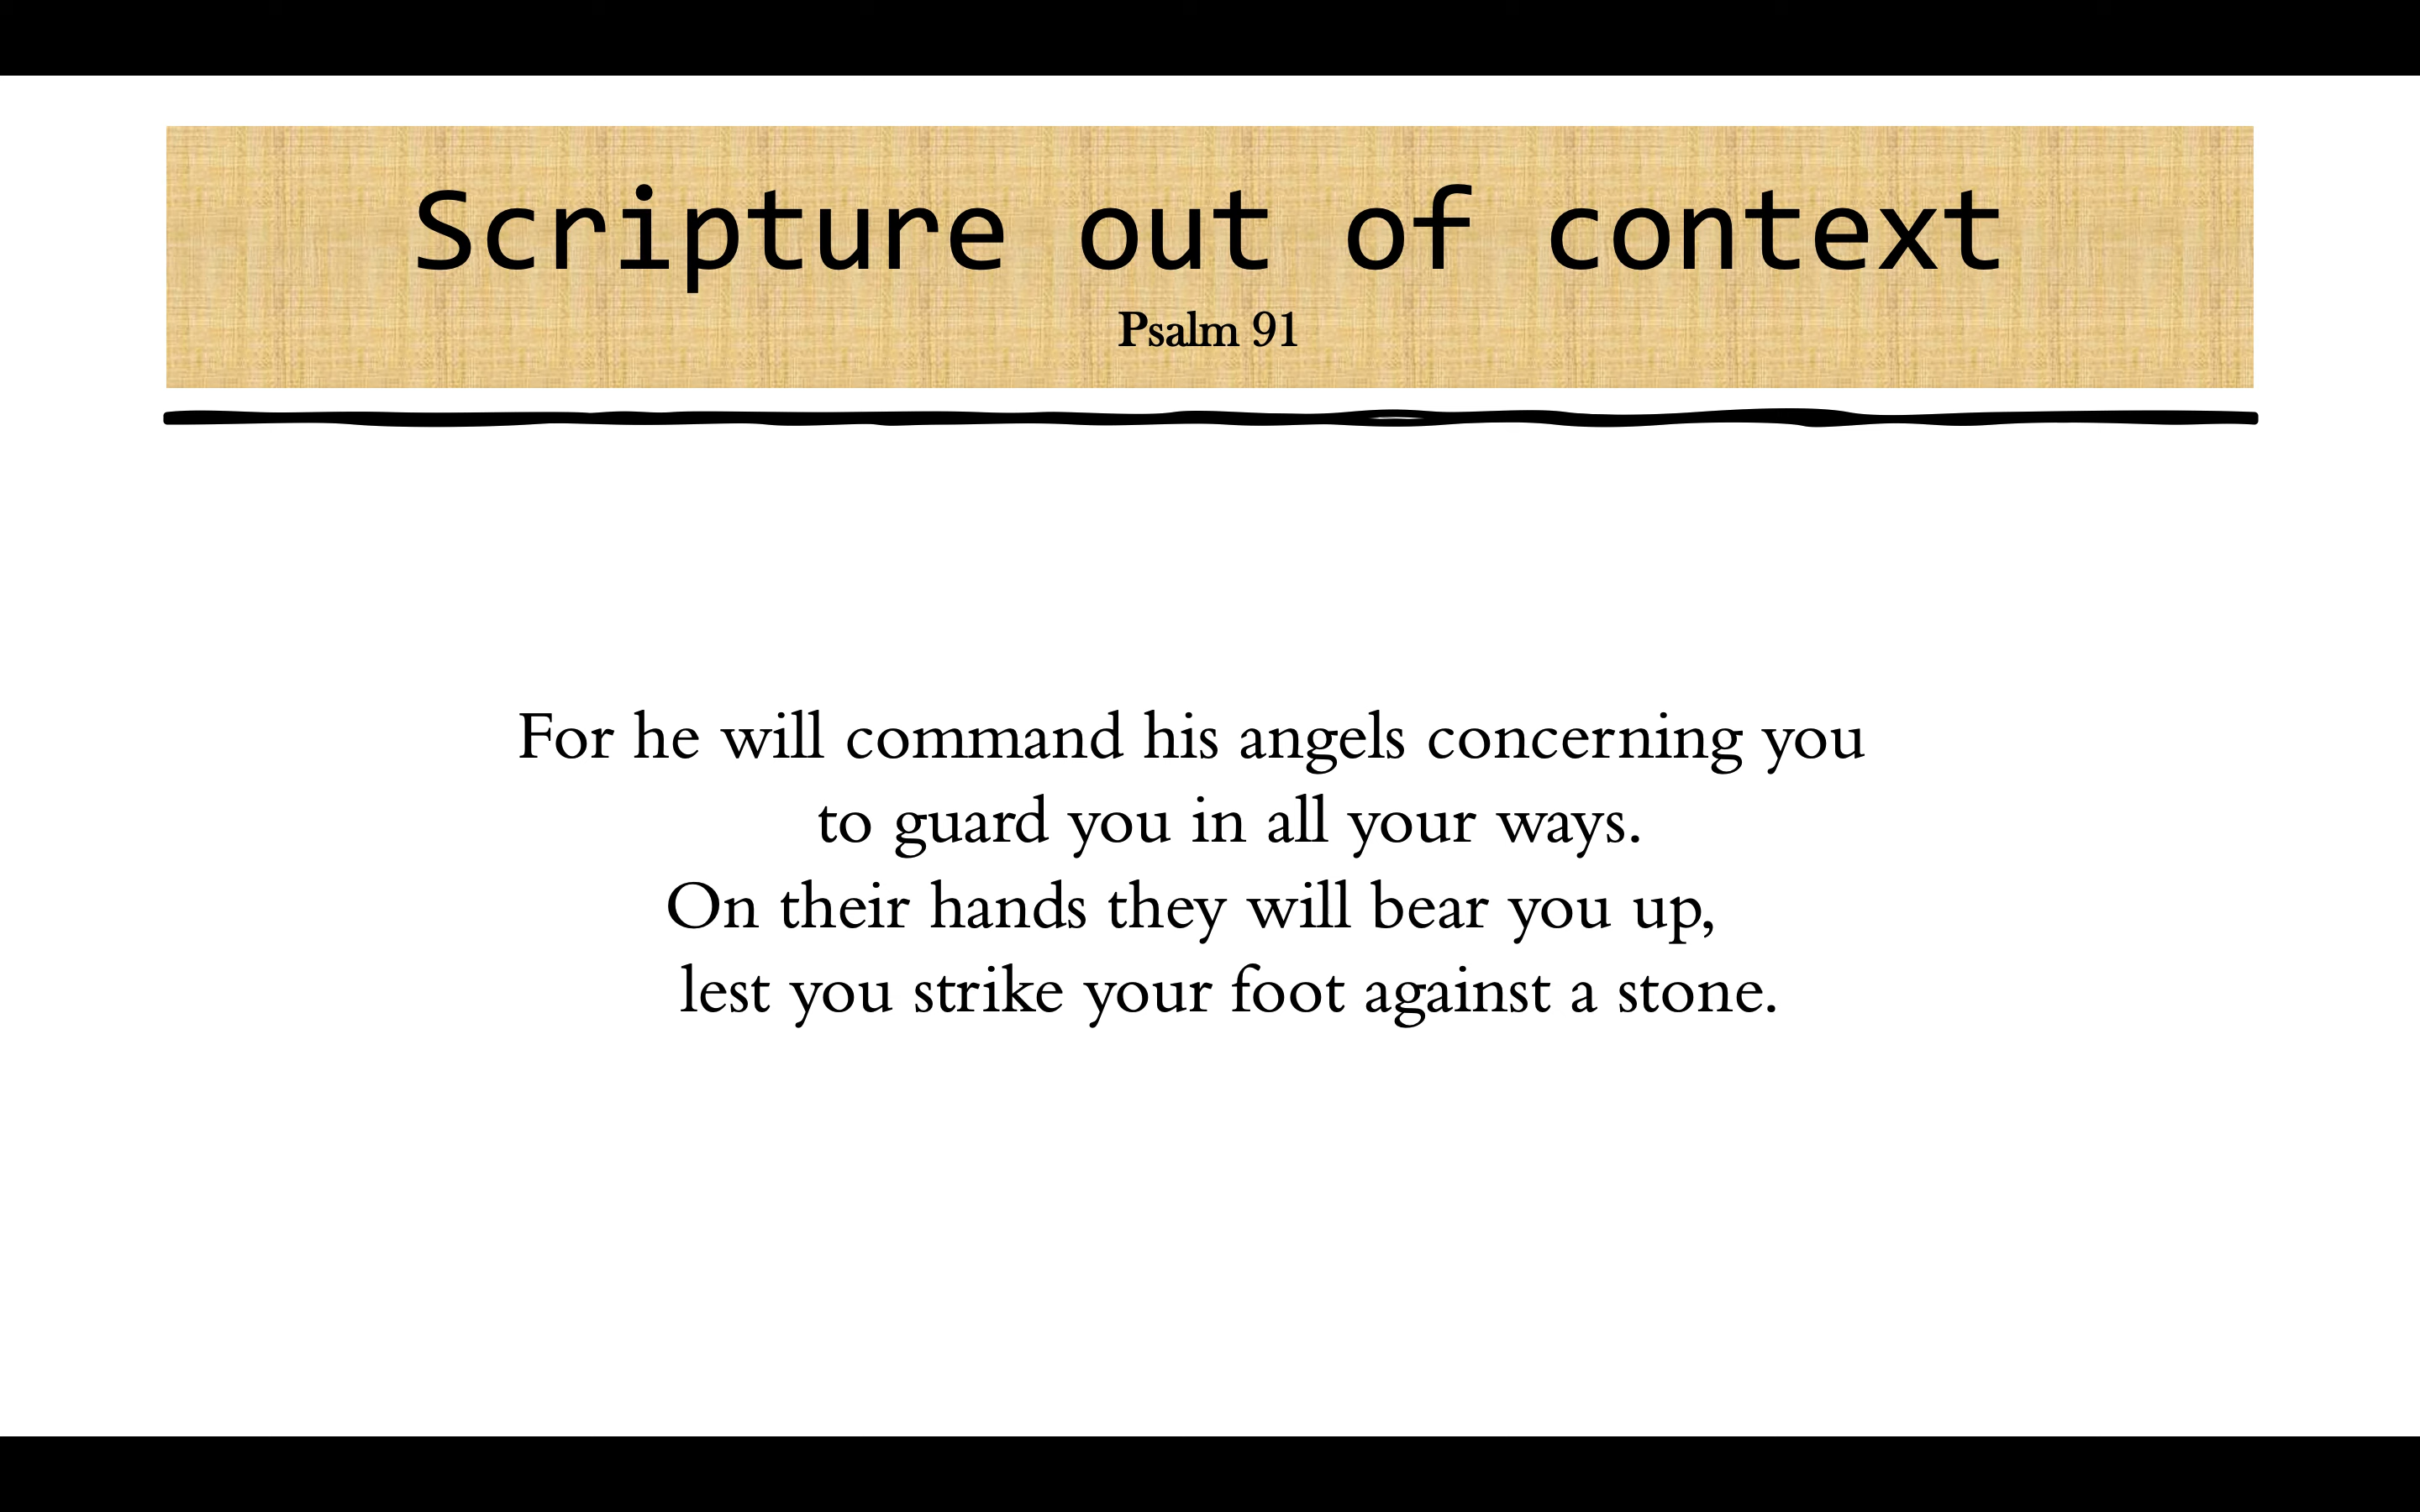 Scripture out of context
Psalm 91
For he will command his angels concerning you
to guard you in all your ways.
On their hands they will bear you up,
lest you strike your foot against a stone.